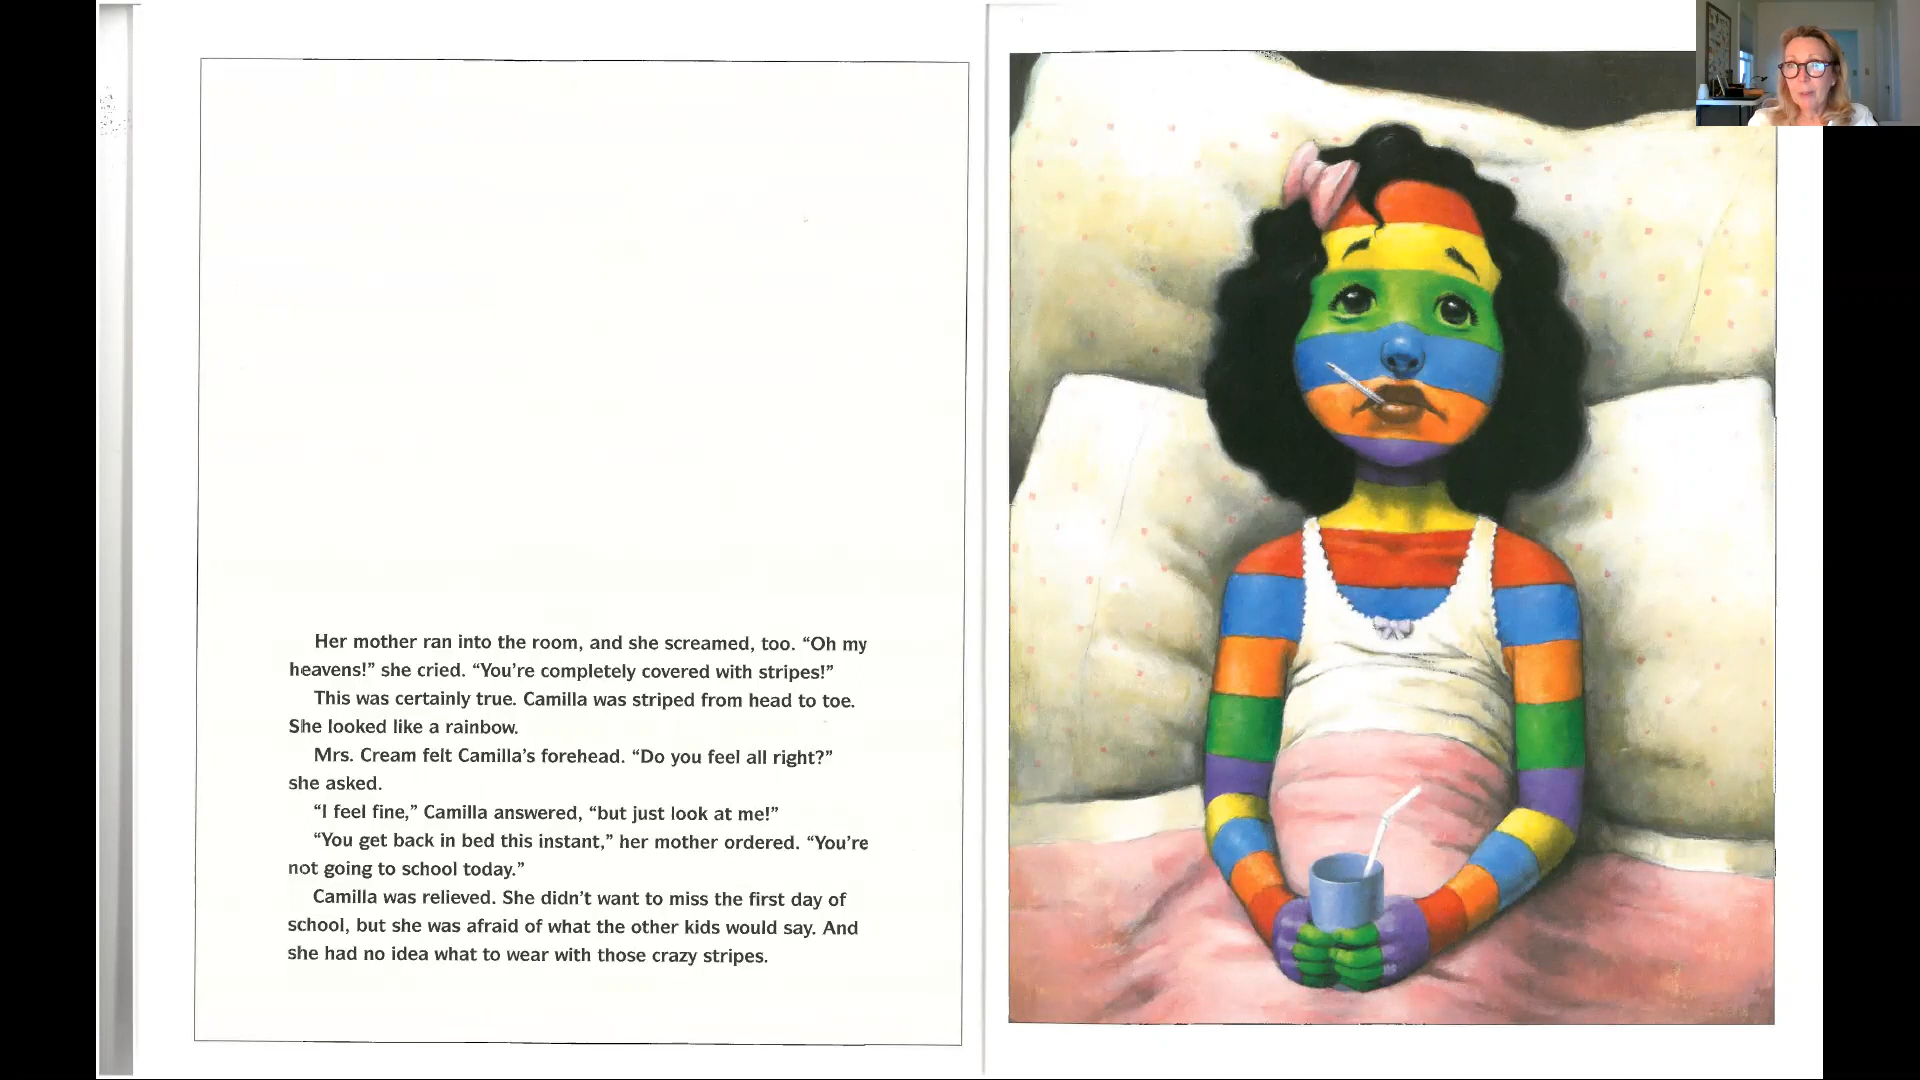 Her mother ran into the room, and she screamed, too. “Oh my
heavens!” she cried. “You’re completely covered with stripes!”
This was certainly true. Camilla was striped from head to toe.
She looked like a rainbow.
Mrs. Cream felt Camilla’s forehead. “Do you feel all right?”
she asked.
“I feel fine,” Camilla answered, “but just look at me!”
“You get back in bed this instant,” her mother ordered. “You’re
not going to school today.”
Camilla was relieved. She didn’t want to miss the first day of
school, but she was afraid of what the other kids would say. And
she had no idea what to wear with those crazy stripes.